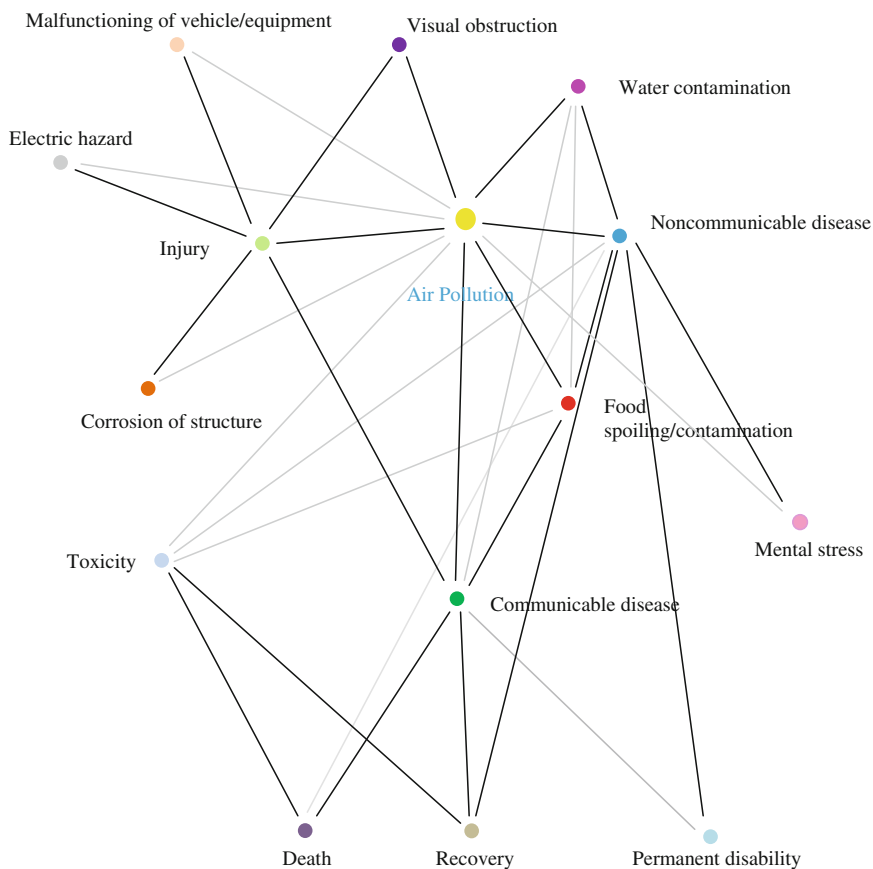 Malfunctioning of vehicle/equipment
Visual obstruction
Water contamination
Electric hazard
Noncommunicable disease
Injury
Air Pollution
Food
spoiling/contamination
Corrosion of structure
Mental stress
Toxicity
Communicable disease
Death
Recovery
Permanent disability